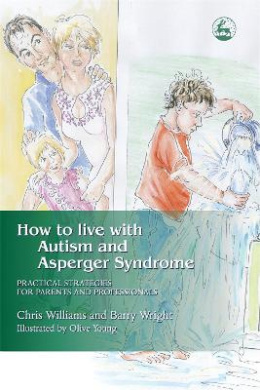 How to live with
Autism and
Asperger Syndrome
PRACTICAL STRATEGIES
FOR PARENTS AND PROFESSIONALS
Chris Williams and Barry Wright
Illustrated by Olive Young